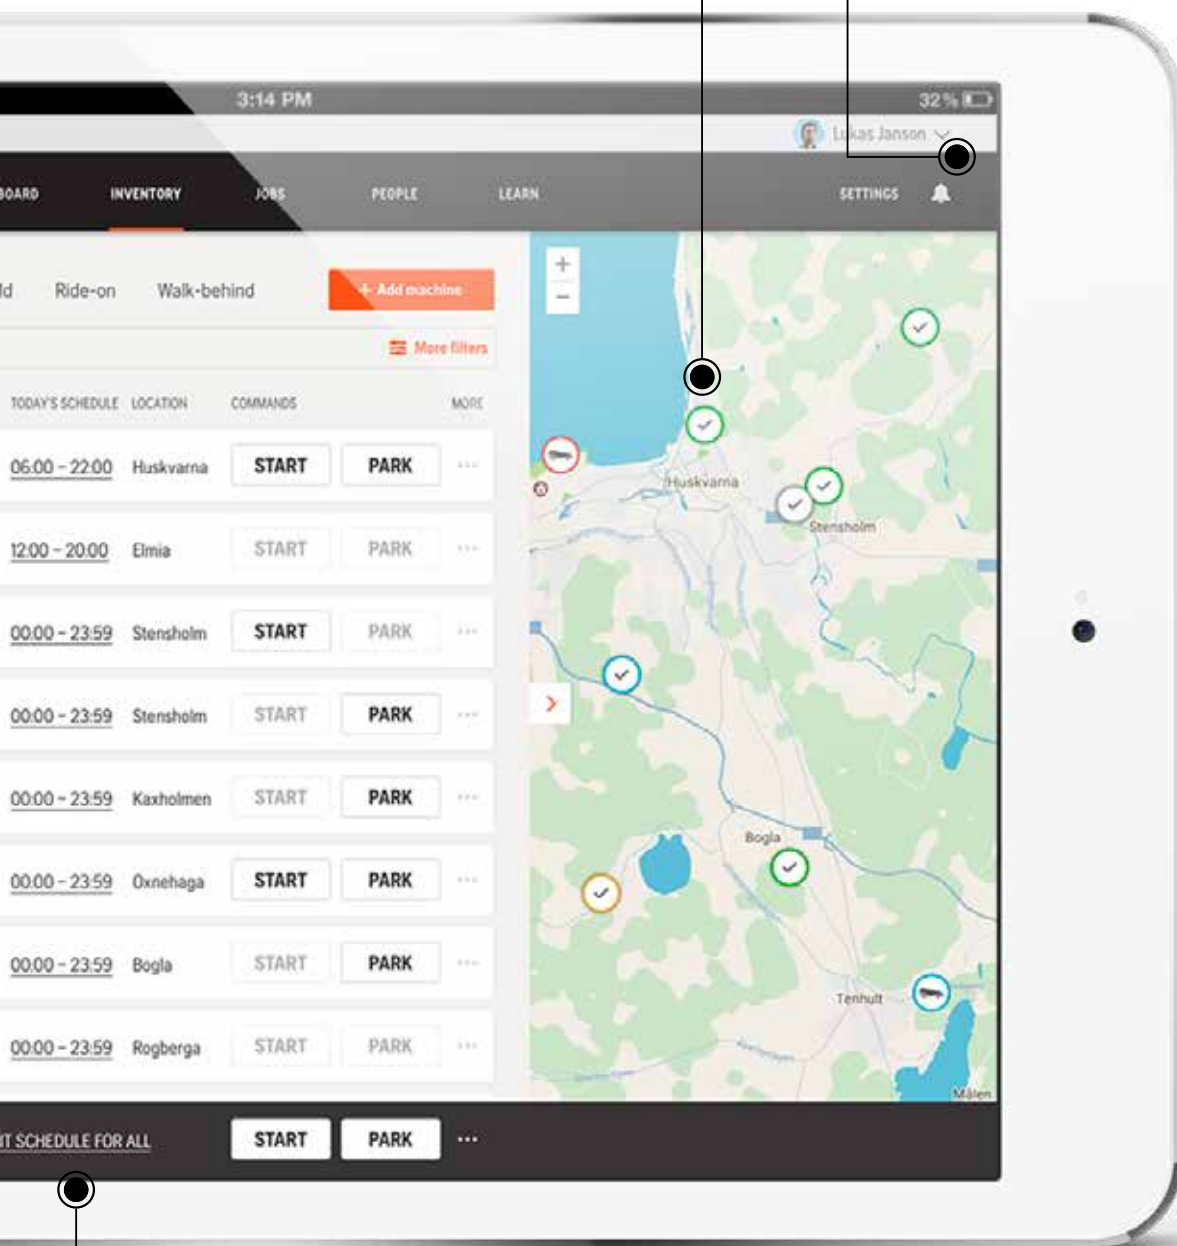 3:14 PM 32%
Lukas Janson
BOARD INVENTORY JOBS PEOPLE LEARN SETTINGS
ld Ride-on Walk-behind + Add machine
More filters
TODAY'S SCHEDULE LOCATION COMMANDS MORE
06:00 – 22:00 Huskvarna START PARK ...
12:00 – 20:00 Elmia START PARK ...
00:00 – 23:59 Stensholm START PARK ...
00:00 – 23:59 Stensholm START PARK ...
00:00 – 23:59 Kaxholmen START PARK ...
00:00 – 23:59 Oxnehaga START PARK ...
00:00 – 23:59 Bogla START PARK ...
00:00 – 23:59 Rogberga START PARK ...
IT SCHEDULE FOR ALL START PARK ...
+
−
Huskvarna
Stensholm
Bogla
Tenhult
Målen